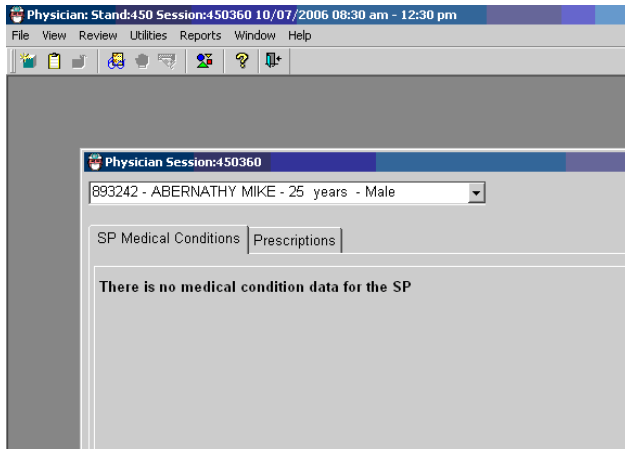 Physician: Stand:450 Session:450360 10/07/2006 08:30 am - 12:30 pm
File View Review Utilities Reports Window Help
Physician Session:450360
893242 - ABERNATHY MIKE - 25 years - Male
SP Medical Conditions Prescriptions
There is no medical condition data for the SP